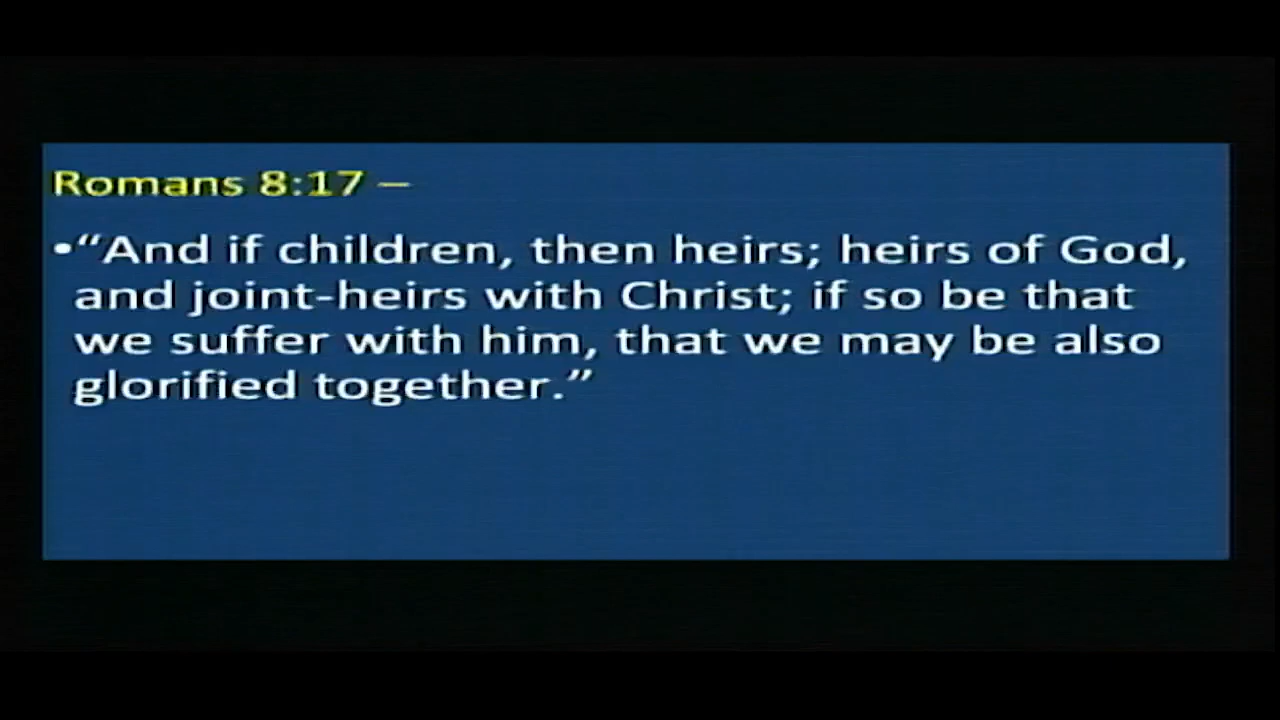 Romans 8:17 –
•“And if children, then heirs; heirs of God,
and joint-heirs with Christ; if so be that
we suffer with him, that we may be also
glorified together.”